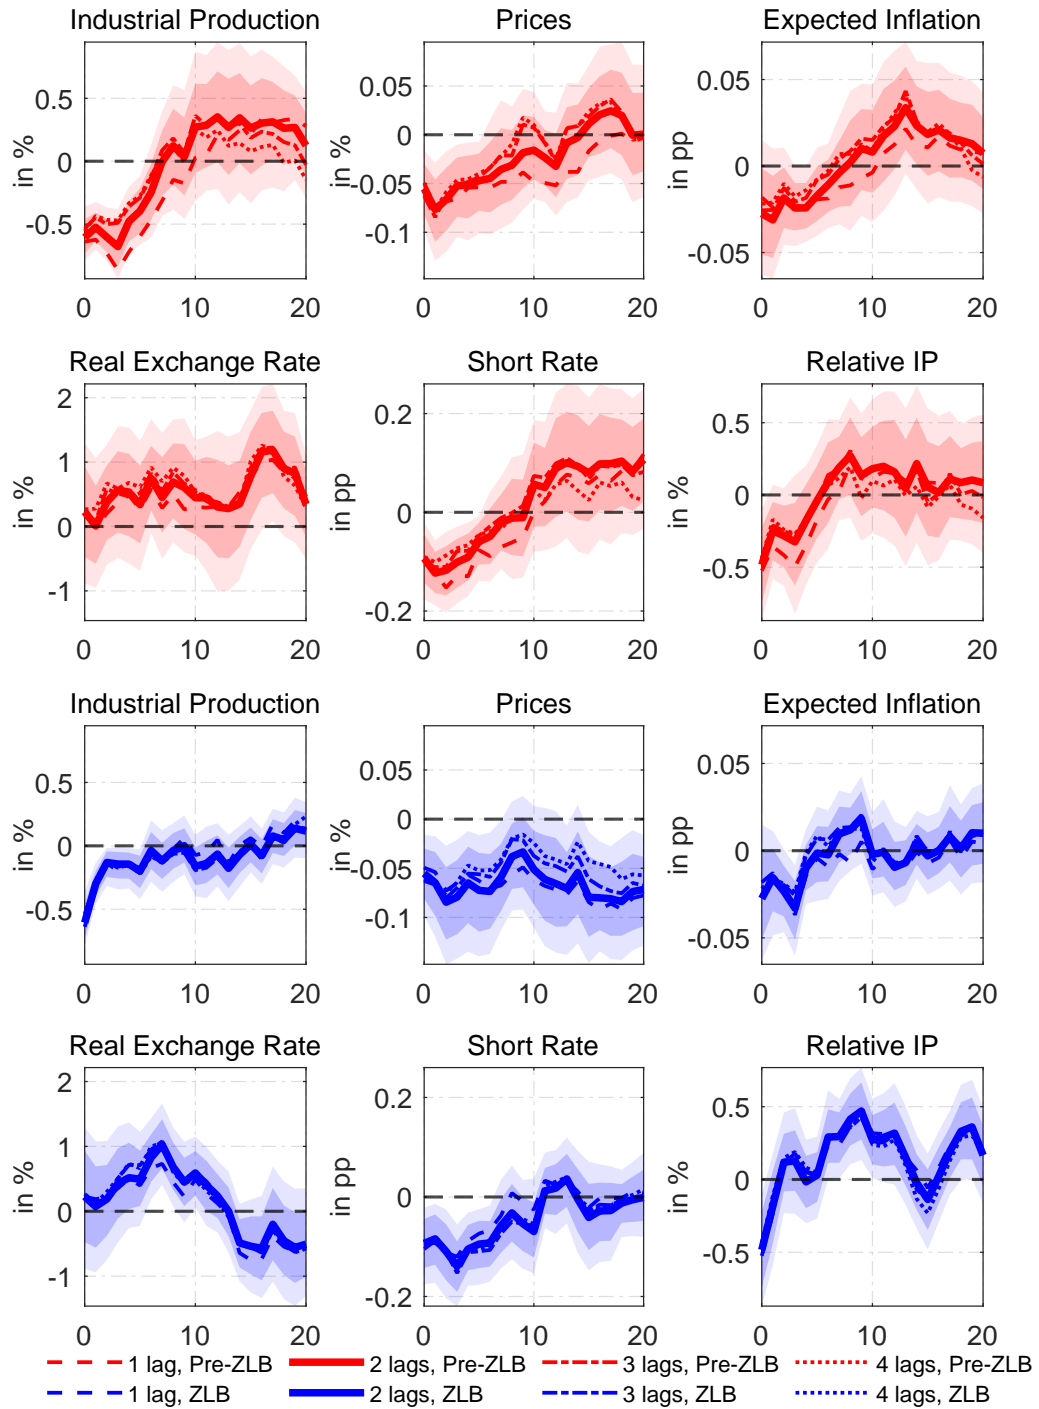 Industrial Production Prices Expected Inflation
in % in % in pp
0.5 0 -0.5
0.05 0 -0.05 -0.1
0.05 0 -0.05
0 10 20 0 10 20 0 10 20
Real Exchange Rate Short Rate Relative IP
in % in pp in %
2 1 0 -1
0.2 0 -0.2
0.5 0 -0.5
0 10 20 0 10 20 0 10 20
Industrial Production Prices Expected Inflation
in % in % in pp
0.5 0 -0.5
0.05 0 -0.05 -0.1
0.05 0 -0.05
0 10 20 0 10 20 0 10 20
Real Exchange Rate Short Rate Relative IP
in % in pp in %
2 1 0 -1
0.2 0 -0.2
0.5 0 -0.5
0 10 20 0 10 20 0 10 20
1 lag, Pre-ZLB 2 lags, Pre-ZLB 3 lags, Pre-ZLB 4 lags, Pre-ZLB
1 lag, ZLB 2 lags, ZLB 3 lags, ZLB 4 lags, ZLB